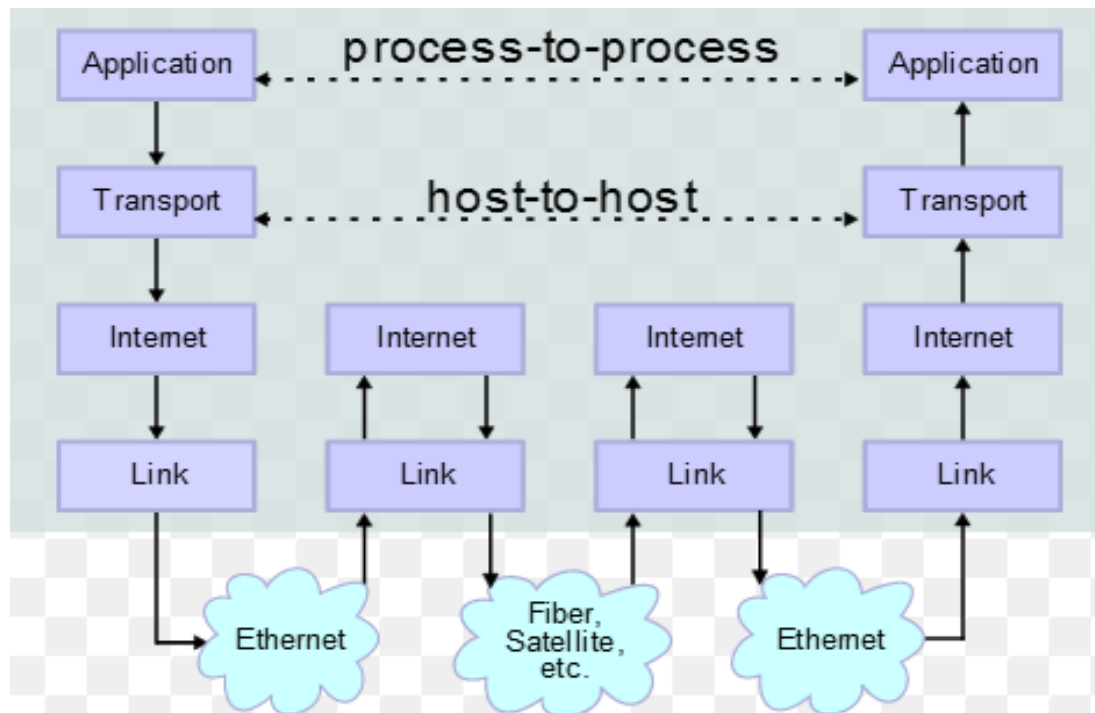 process-to-process
Application
Application
host-to-host
Transport
Transport
Internet
Internet
Internet
Internet
Link
Link
Link
Link
Ethernet
Fiber,
Satellite,
etc.
Ethernet